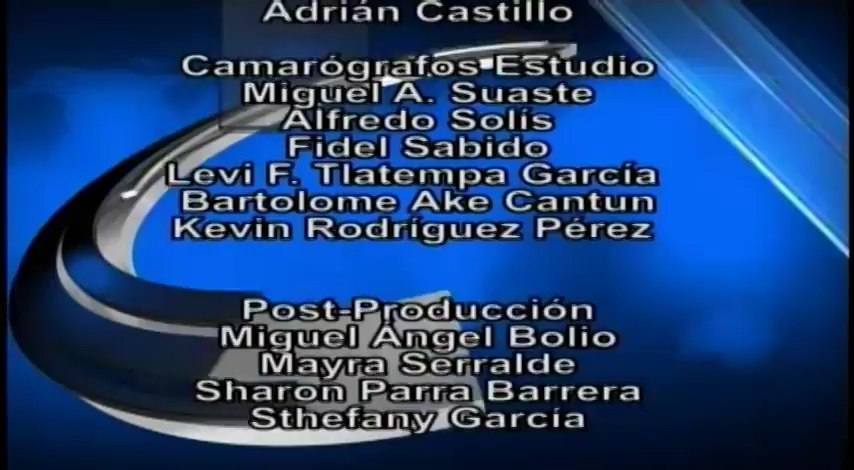 Adrián Castillo
Camarógrafos Estudio
Miguel A. Suaste
Alfredo Solís
Fidel Sabido
Levi F. Tlatempa García
Bartolome Ake Cantun
Kevin Rodríguez Pérez
Post-Producción
Miguel Ángel Bolio
Mayra Serralde
Sharon Parra Barrera
Sthefany García